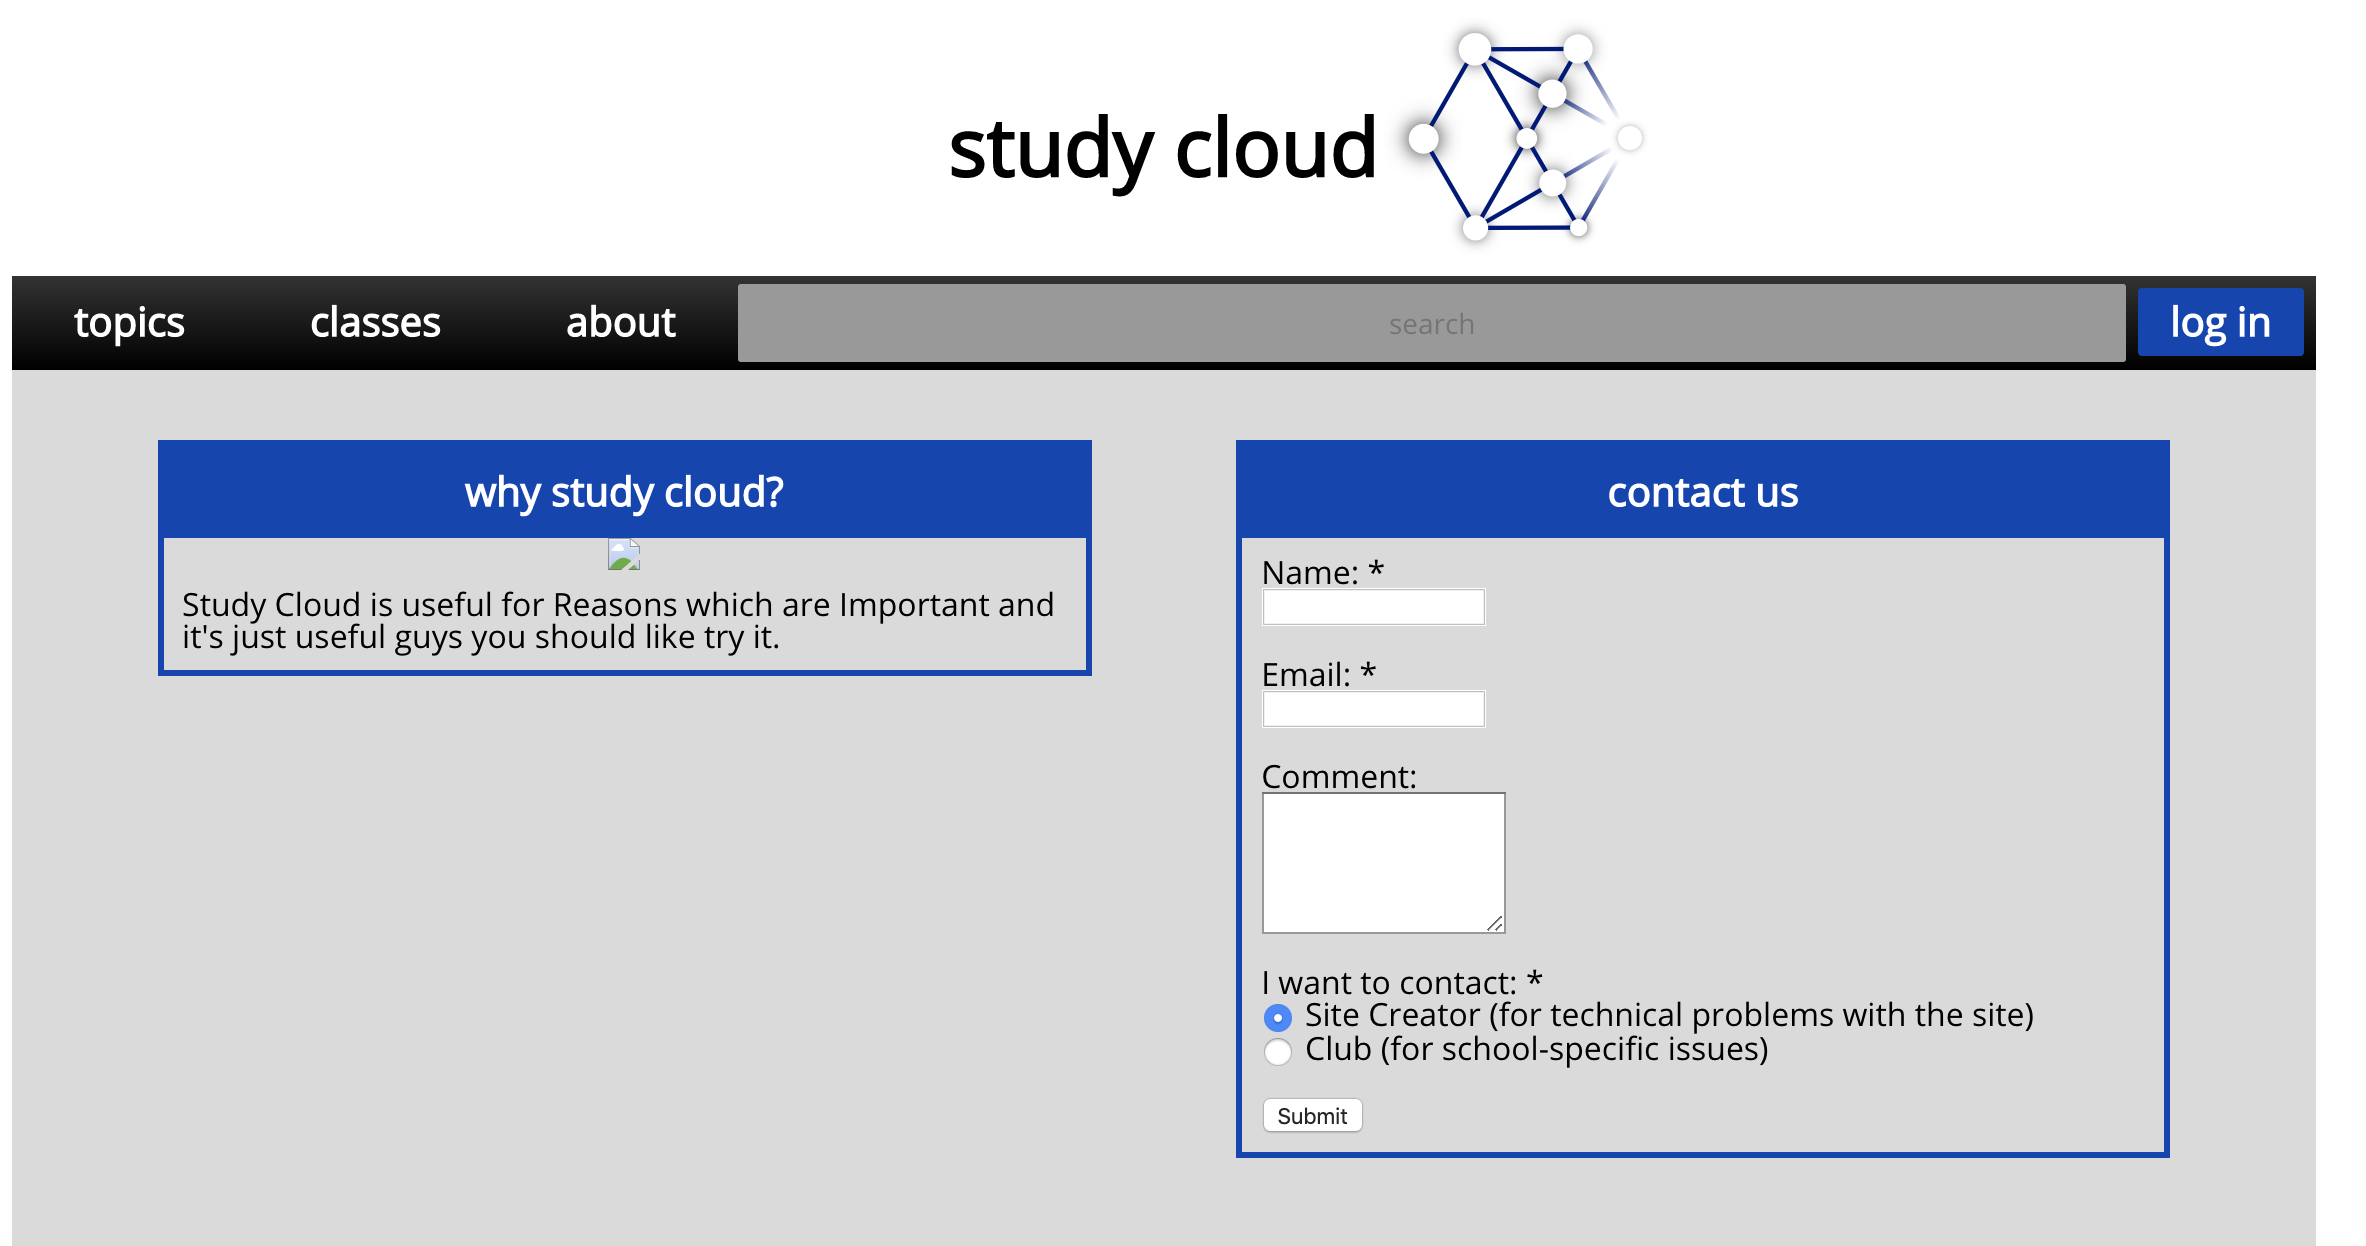 study cloud
topics classes about search log in
why study cloud?
Study Cloud is useful for Reasons which are Important and
it's just useful guys you should like try it.
contact us
Name: *
Email: *
Comment:
I want to contact: *
Site Creator (for technical problems with the site)
Club (for school-specific issues)
Submit